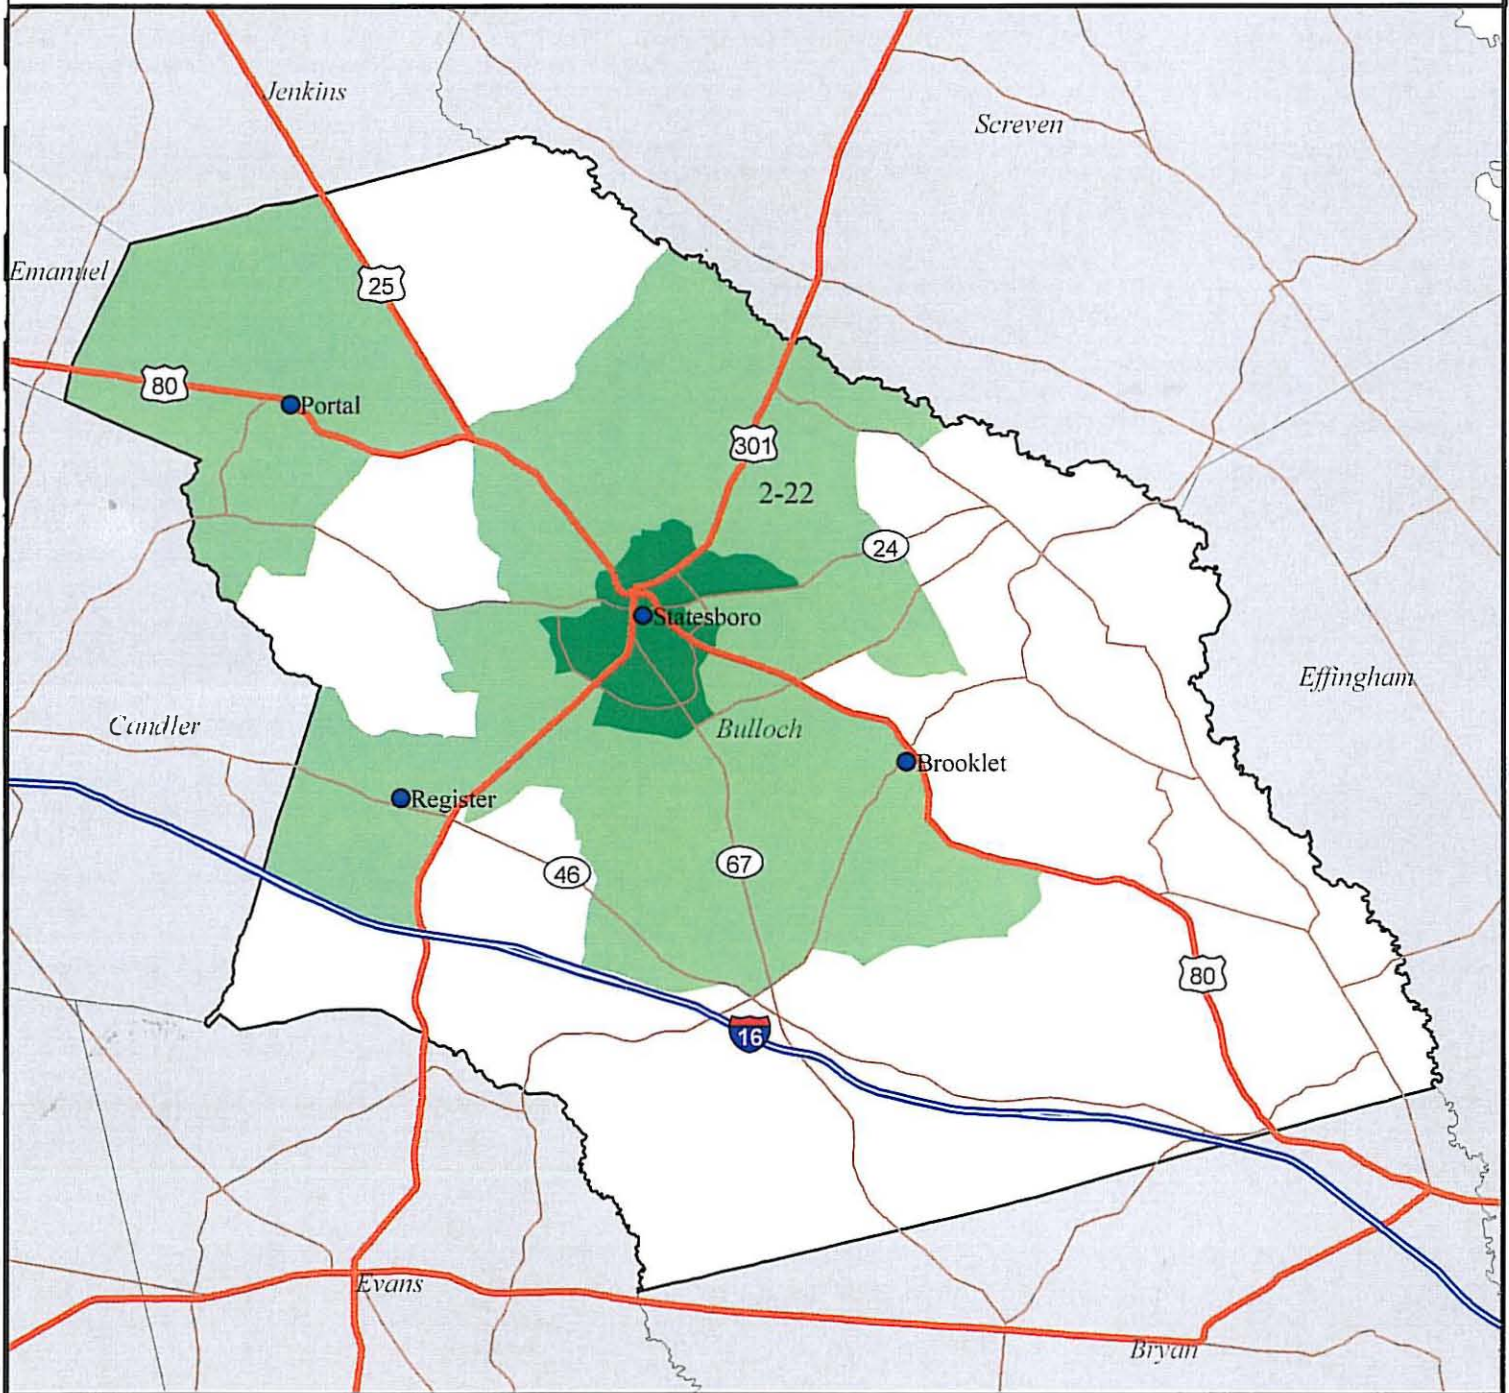 Jenkins
Screven
Emanuel
25
80
Portal
301
2-22
24
Statesboro
Effingham
Candler
Bulloch
Brooklet
Register
67
46
80
16
Evans
Bryan